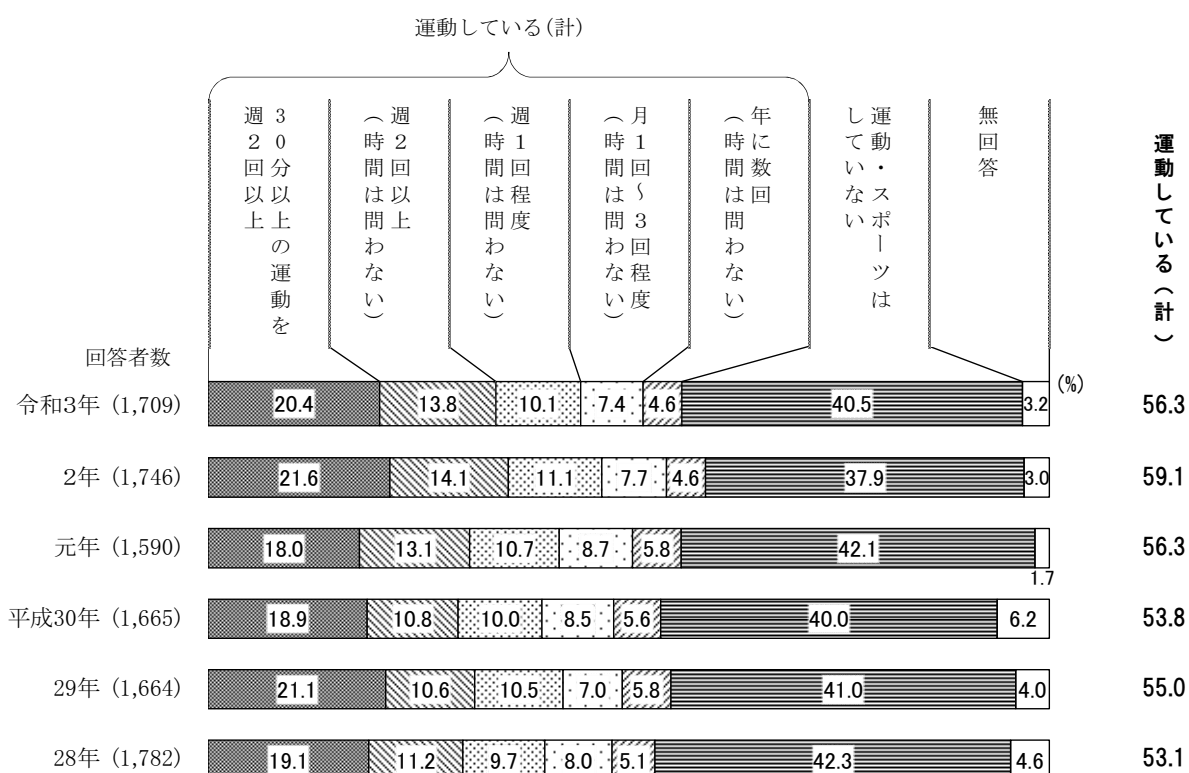 運動している(計)
30分以上の運動を
週2回以上
週2回以上
(時間は問わない)
週1回程度
(時間は問わない)
月1回~3回程度
(時間は問わない)
年に数回
(時間は問わない)
運動・スポーツは
していない
無回答
運動している(計)
回答者数
(%)
令和3年 (1,709) 20.4 13.8 10.1 7.4 4.6 40.5 3.2 56.3
2年 (1,746) 21.6 14.1 11.1 7.7 4.6 37.9 3.0 59.1
元年 (1,590) 18.0 13.1 10.7 8.7 5.8 42.1 1.7 56.3
平成30年 (1,665) 18.9 10.8 10.0 8.5 5.6 40.0 6.2 53.8
29年 (1,664) 21.1 10.6 10.5 7.0 5.8 41.0 4.0 55.0
28年 (1,782) 19.1 11.2 9.7 8.0 5.1 42.3 4.6 53.1